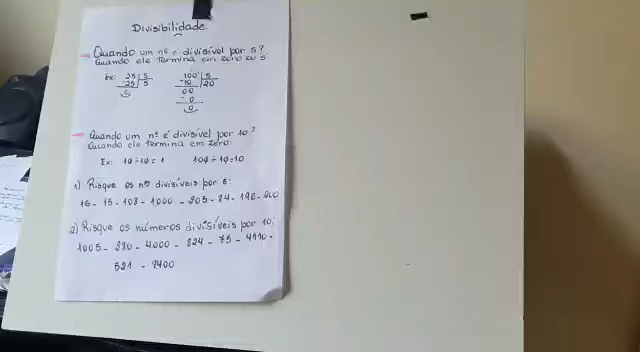 Divisibilidade
Quando um nº é divisível por 5?
Quando ele termina em zero ou 5
Ex: 25 | 5 100 | 5
-25 5 -10 20
0 00
-0
0
Quando um nº é divisível por 10?
Quando ele termina em zero.
Ex: 10÷10=1 100÷10=10
1) Risque os nºs divisíveis por 5:
16 - 15 - 108 - 1.000 - 205 - 84 - 196 - 200
2) Risque os números divisíveis por 10:
1005 - 280 - 4000 - 824 - 75 - 4110 -
521 - 2400